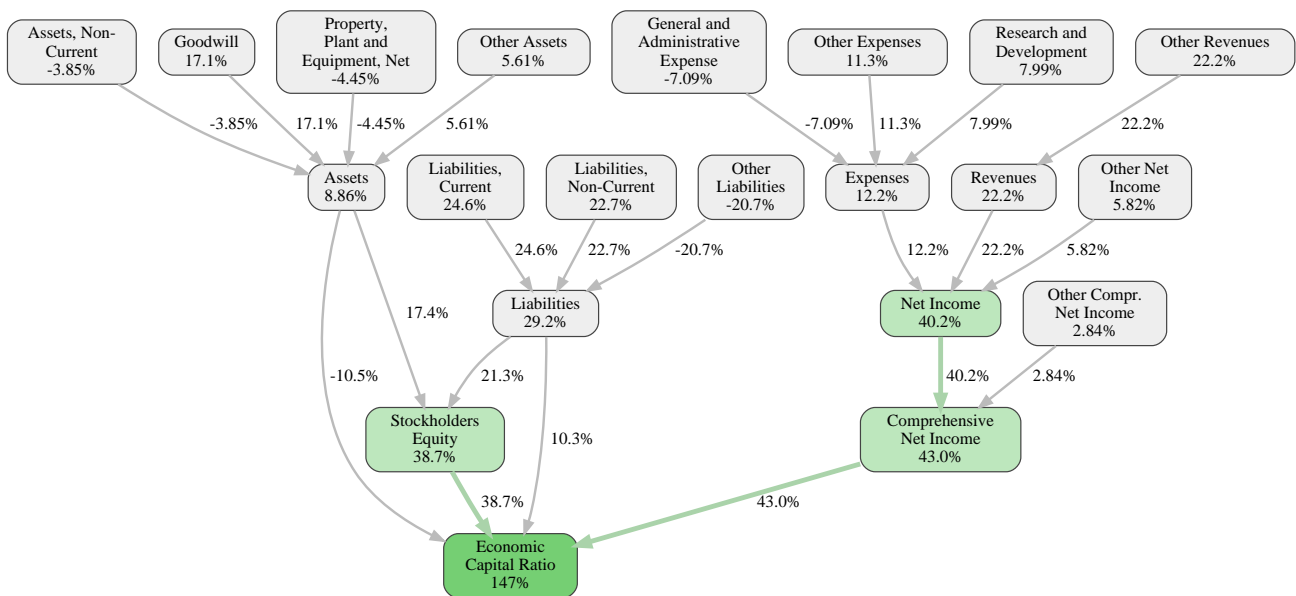 Assets, Non-
Current
-3.85%
Goodwill
17.1%
Property,
Plant and
Equipment, Net
-4.45%
Other Assets
5.61%
General and
Administrative
Expense
-7.09%
Other Expenses
11.3%
Research and
Development
7.99%
Other Revenues
22.2%
-3.85%
17.1%
-4.45%
5.61%
-7.09%
11.3%
7.99%
22.2%
Assets
8.86%
Liabilities,
Current
24.6%
Liabilities,
Non-Current
22.7%
Other
Liabilities
-20.7%
Expenses
12.2%
Revenues
22.2%
Other Net
Income
5.82%
24.6%
22.7%
-20.7%
12.2%
22.2%
5.82%
17.4%
Liabilities
29.2%
Net Income
40.2%
Other Compr.
Net Income
2.84%
-10.5%
21.3%
40.2%
2.84%
Stockholders
Equity
38.7%
10.3%
Comprehensive
Net Income
43.0%
38.7%
43.0%
Economic
Capital Ratio
147%